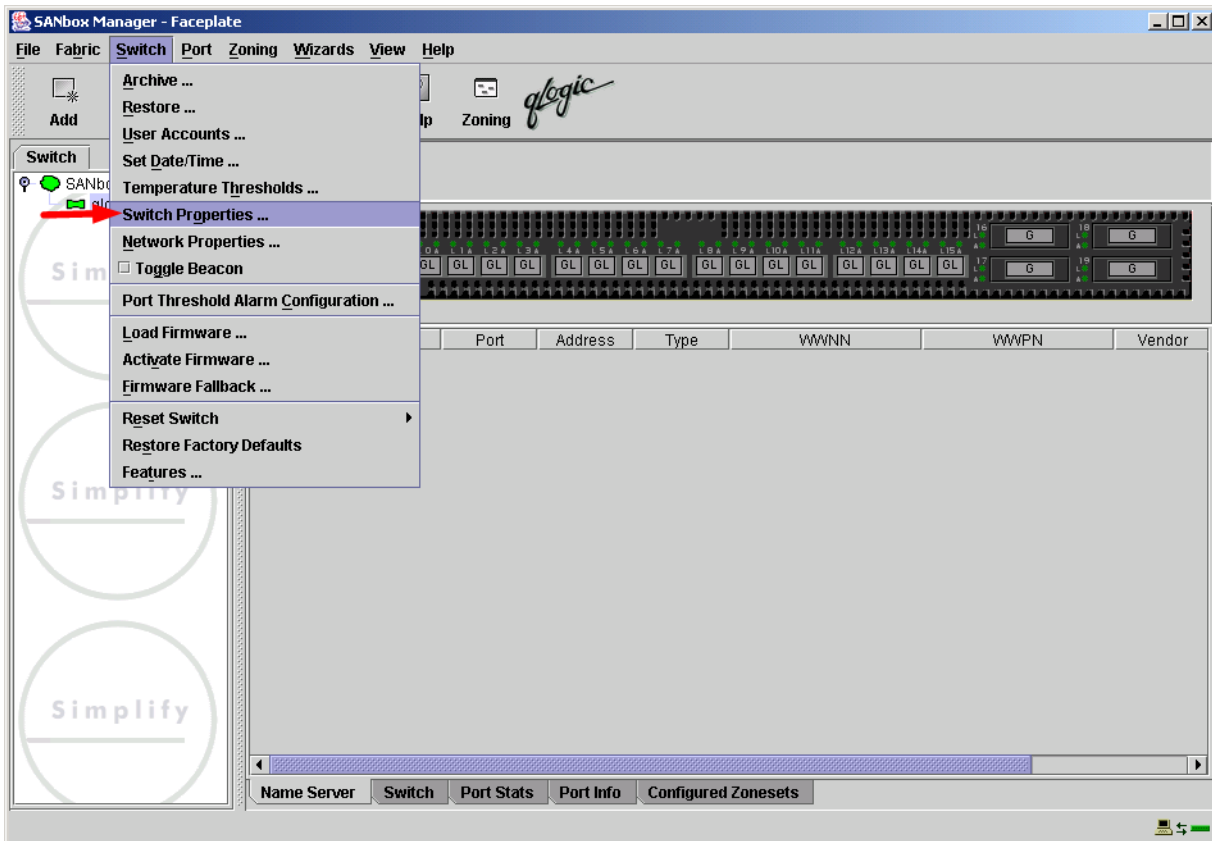 SANbox Manager - Faceplate
File Fabric Switch Port Zoning Wizards View Help
Archive ...
Restore ...
User Accounts ...
Set Date/Time ...
Temperature Thresholds ...
Switch Properties ...
Network Properties ...
Toggle Beacon
Port Threshold Alarm Configuration ...
Load Firmware ...
Activate Firmware ...
Firmware Fallback ...
Reset Switch
Restore Factory Defaults
Features ...
Add
Zoning
qlogic
Switch
GL GL GL GL GL GL GL GL GL GL GL GL GL GL GL GL
16 G 18 G
17 G 19 G
Port Address Type WWNN WWPN Vendor
Simplify
Simplify
Name Server Switch Port Stats Port Info Configured Zonesets